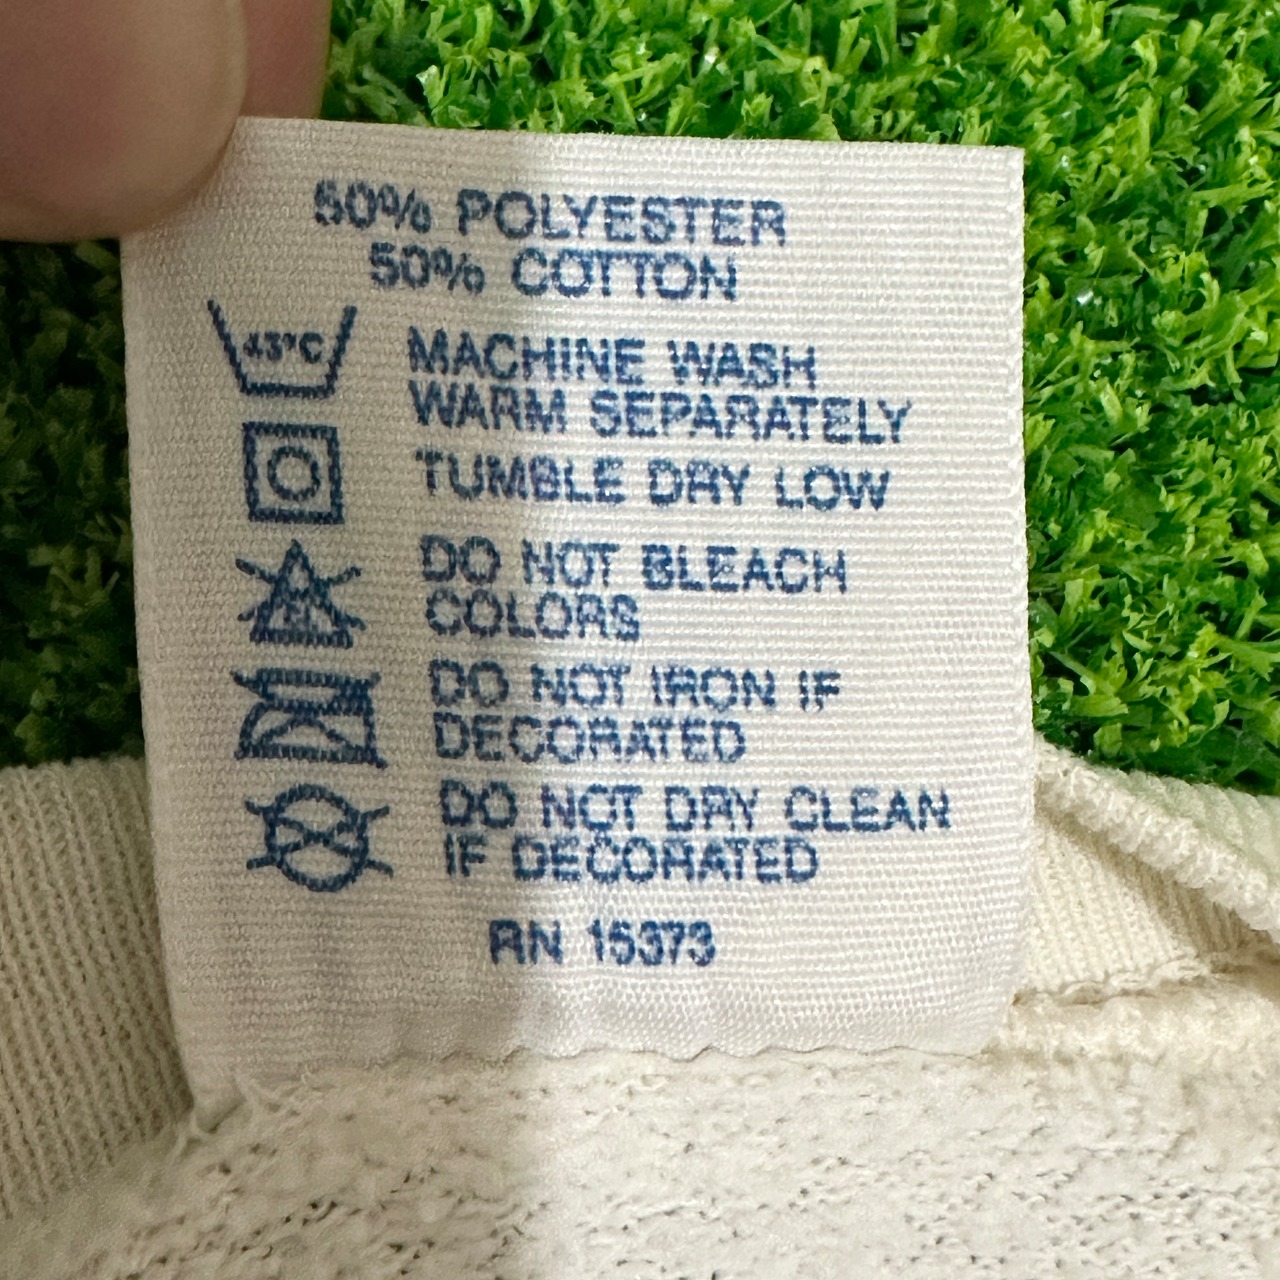 50% POLYESTER
50% COTTON
43°C
MACHINE WASH
WARM SEPARATELY
TUMBLE DRY LOW
DO NOT BLEACH
COLORS
DO NOT IRON IF
DECORATED
DO NOT DRY CLEAN
IF DECORATED
RN 15373